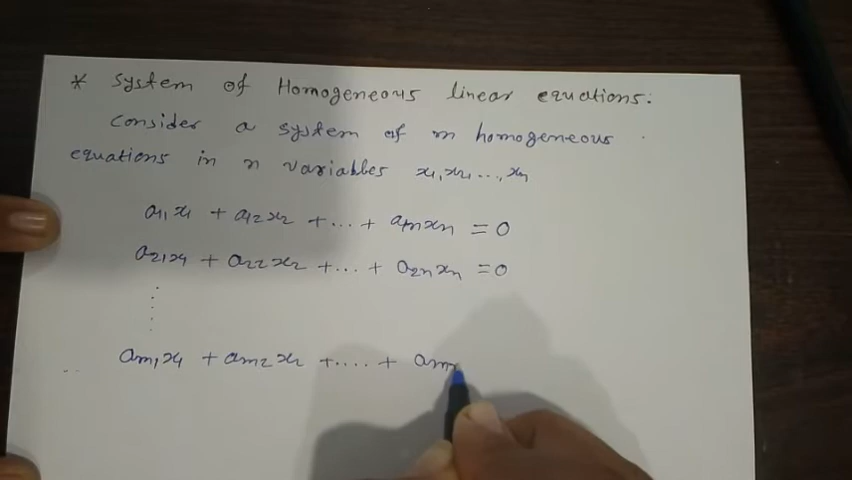 * System of Homogeneous linear equations:
Consider a system of m homogeneous
equations in n variables x1, x2, ..., xn
a11x1 + a12x2 + ... + a1nxn = 0
a21x1 + a22x2 + ... + a2nxn = 0
am1x1 + am2x2 + .... + am